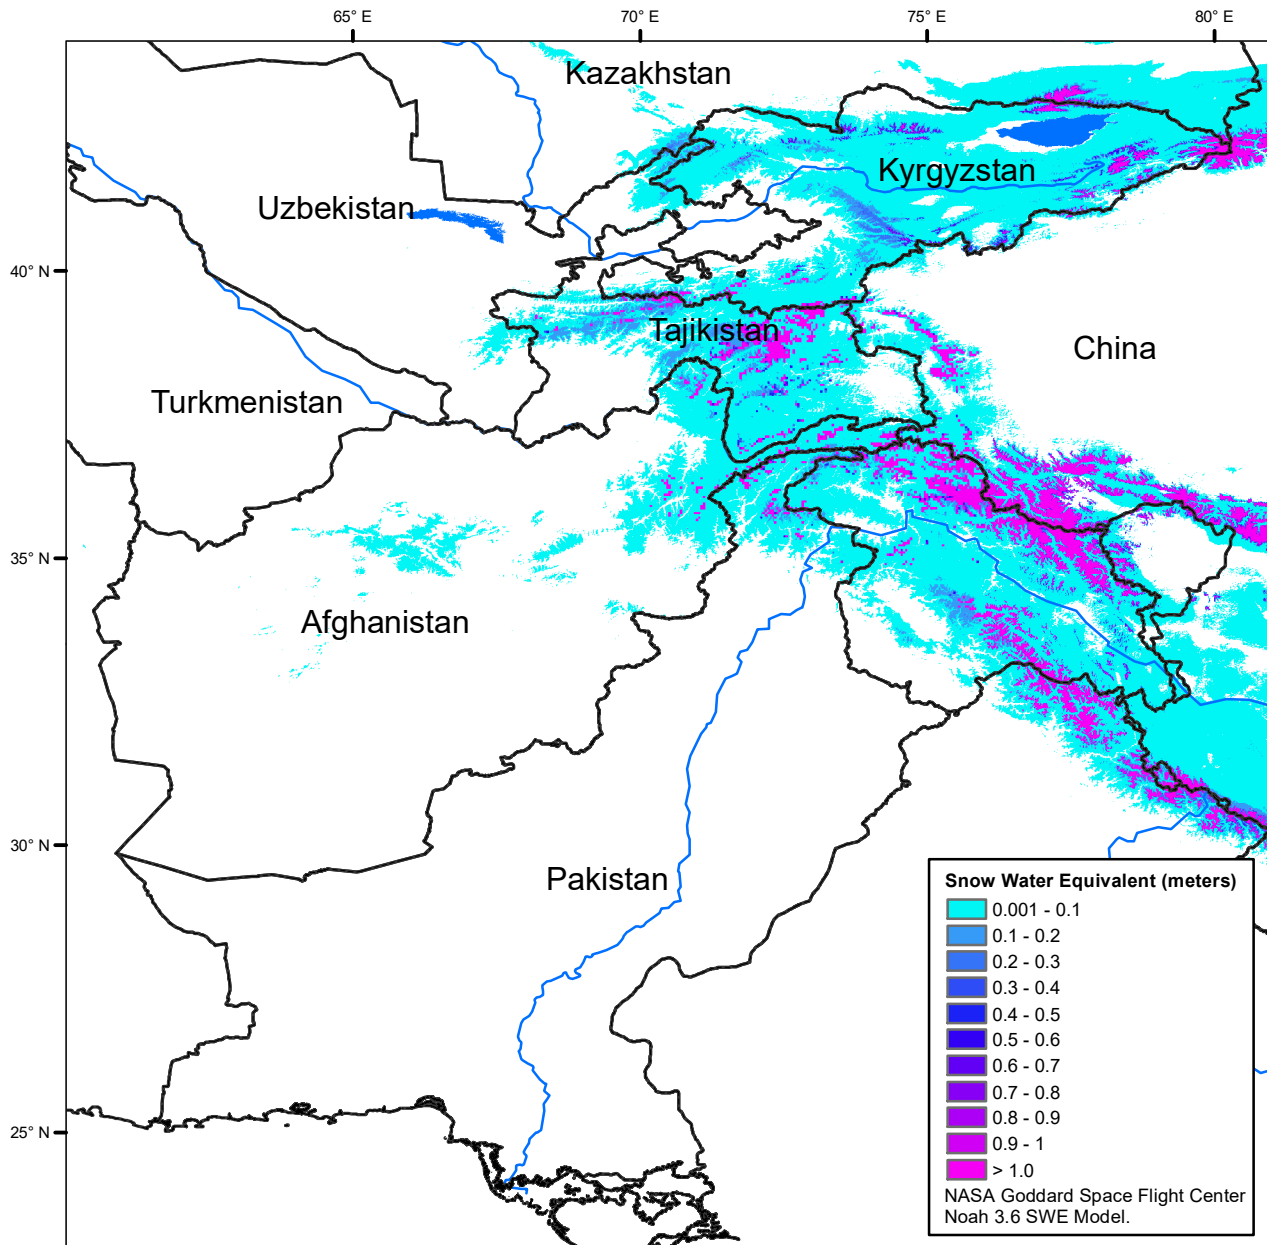 65° E
70° E
75° E
80° E
Kazakhstan
Kyrgyzstan
Uzbekistan
40° N
Tajikistan
China
Turkmenistan
35° N
Afghanistan
30° N
Pakistan
25° N
Snow Water Equivalent (meters)
0.001 - 0.1
0.1 - 0.2
0.2 - 0.3
0.3 - 0.4
0.4 - 0.5
0.5 - 0.6
0.6 - 0.7
0.7 - 0.8
0.8 - 0.9
0.9 - 1
> 1.0
NASA Goddard Space Flight Center
Noah 3.6 SWE Model.